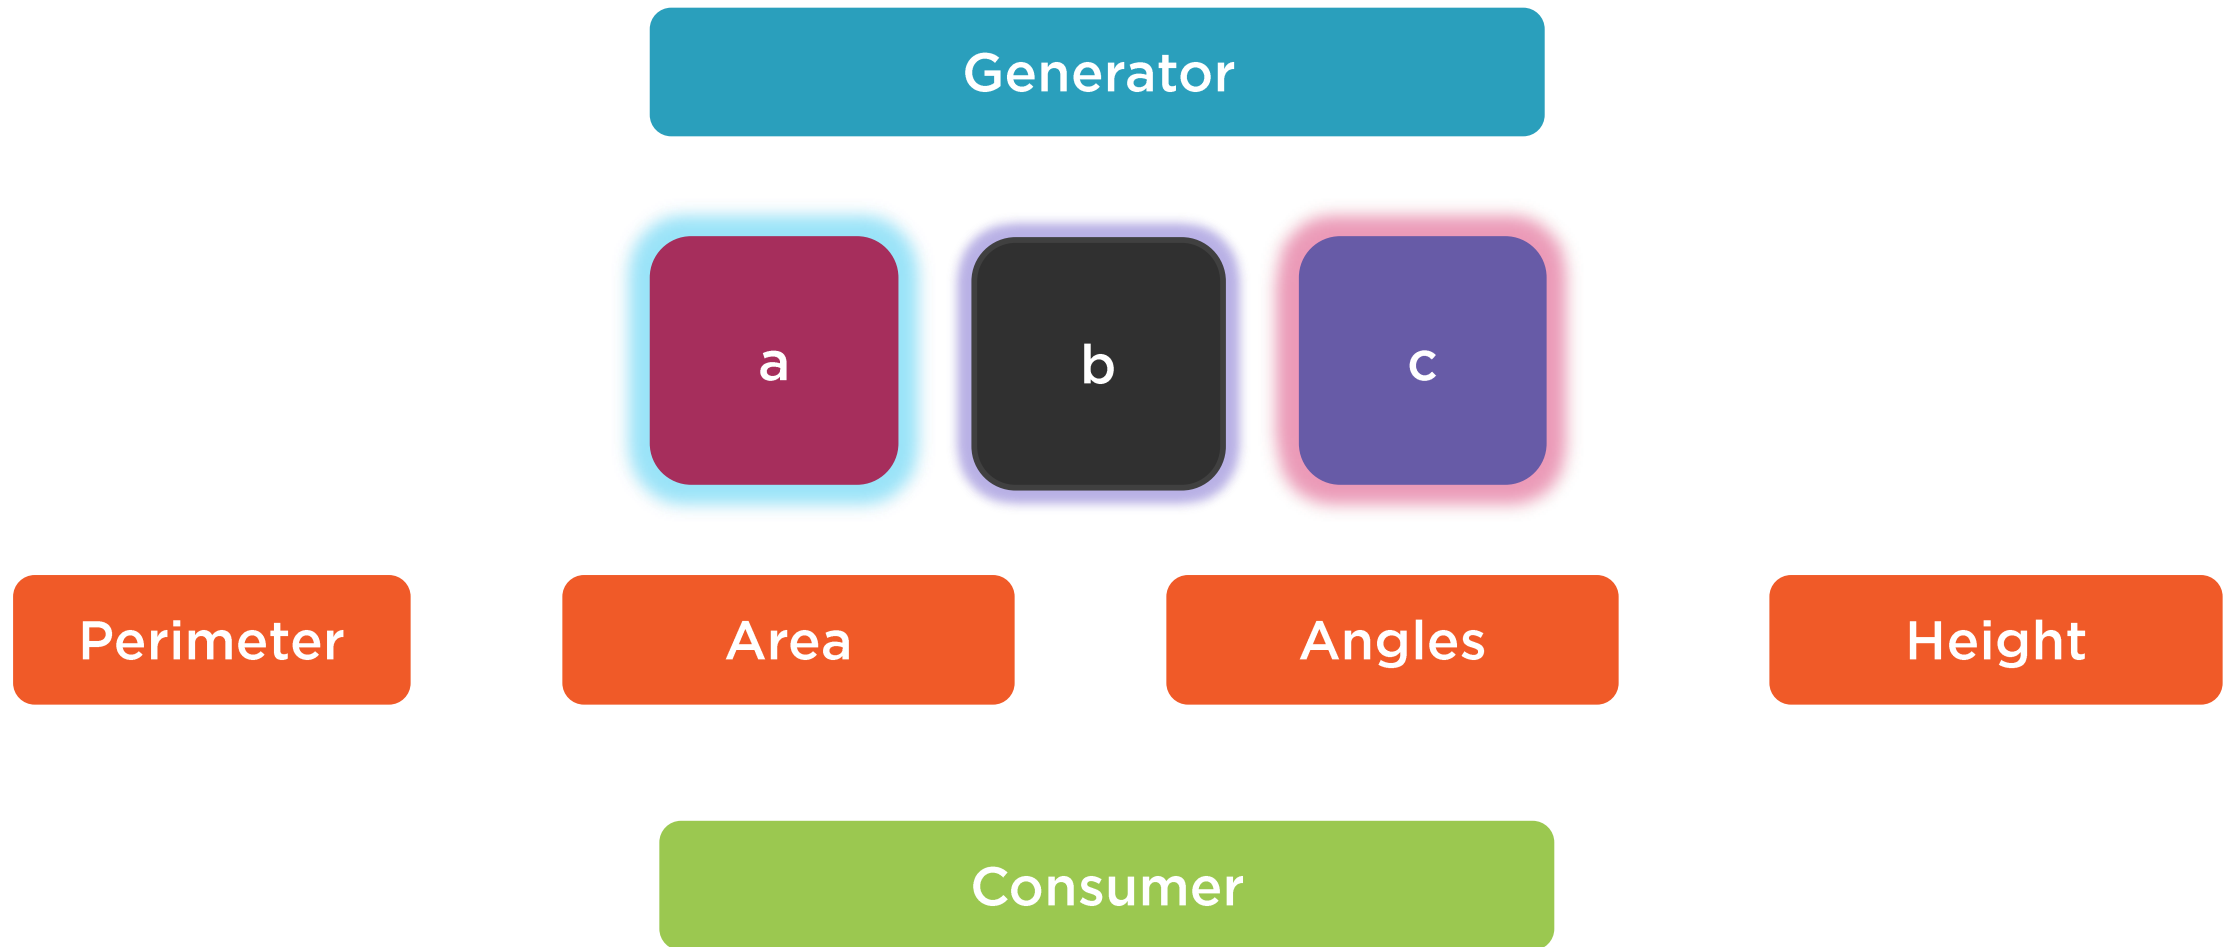 Generator
a
b
c
Perimeter
Area
Angles
Height
Consumer